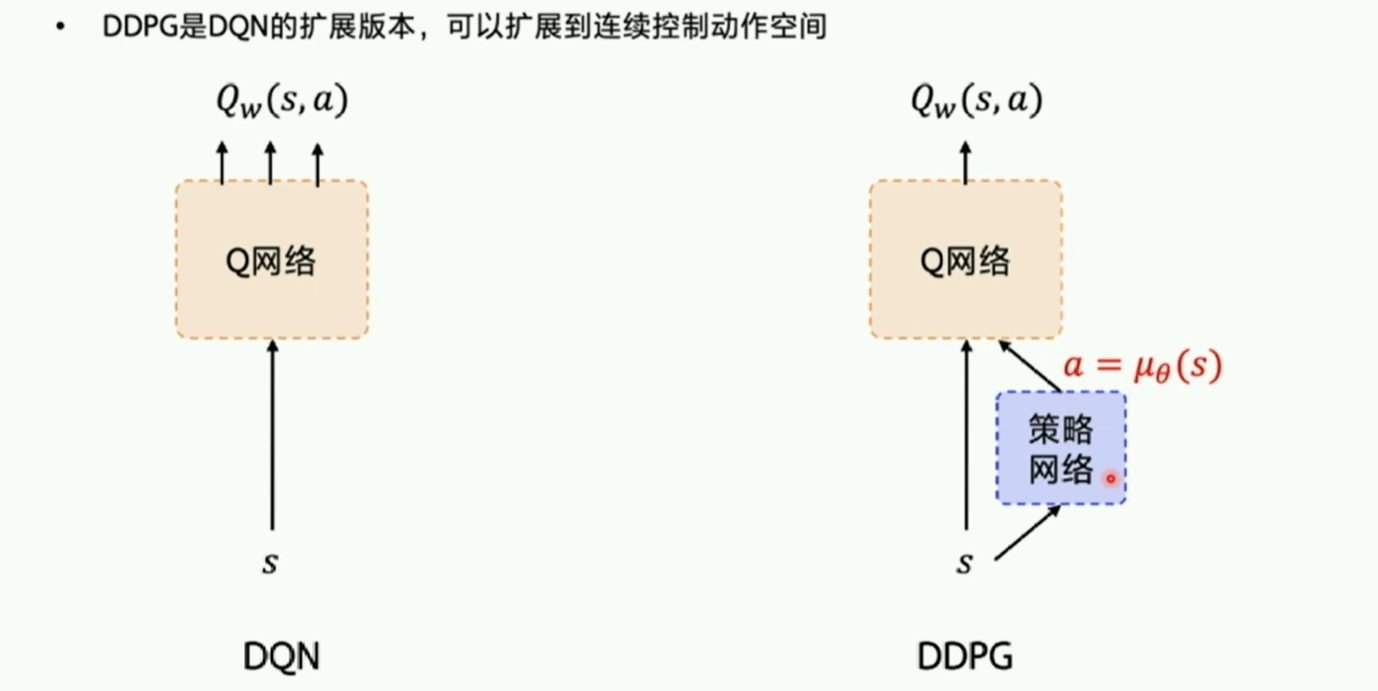 • DDPG是DQN的扩展版本，可以扩展到连续控制动作空间
Q_w(s,a)
Q_w(s,a)
Q网络
Q网络
a = μ_θ(s)
策略
网络
s
s
DQN
DDPG